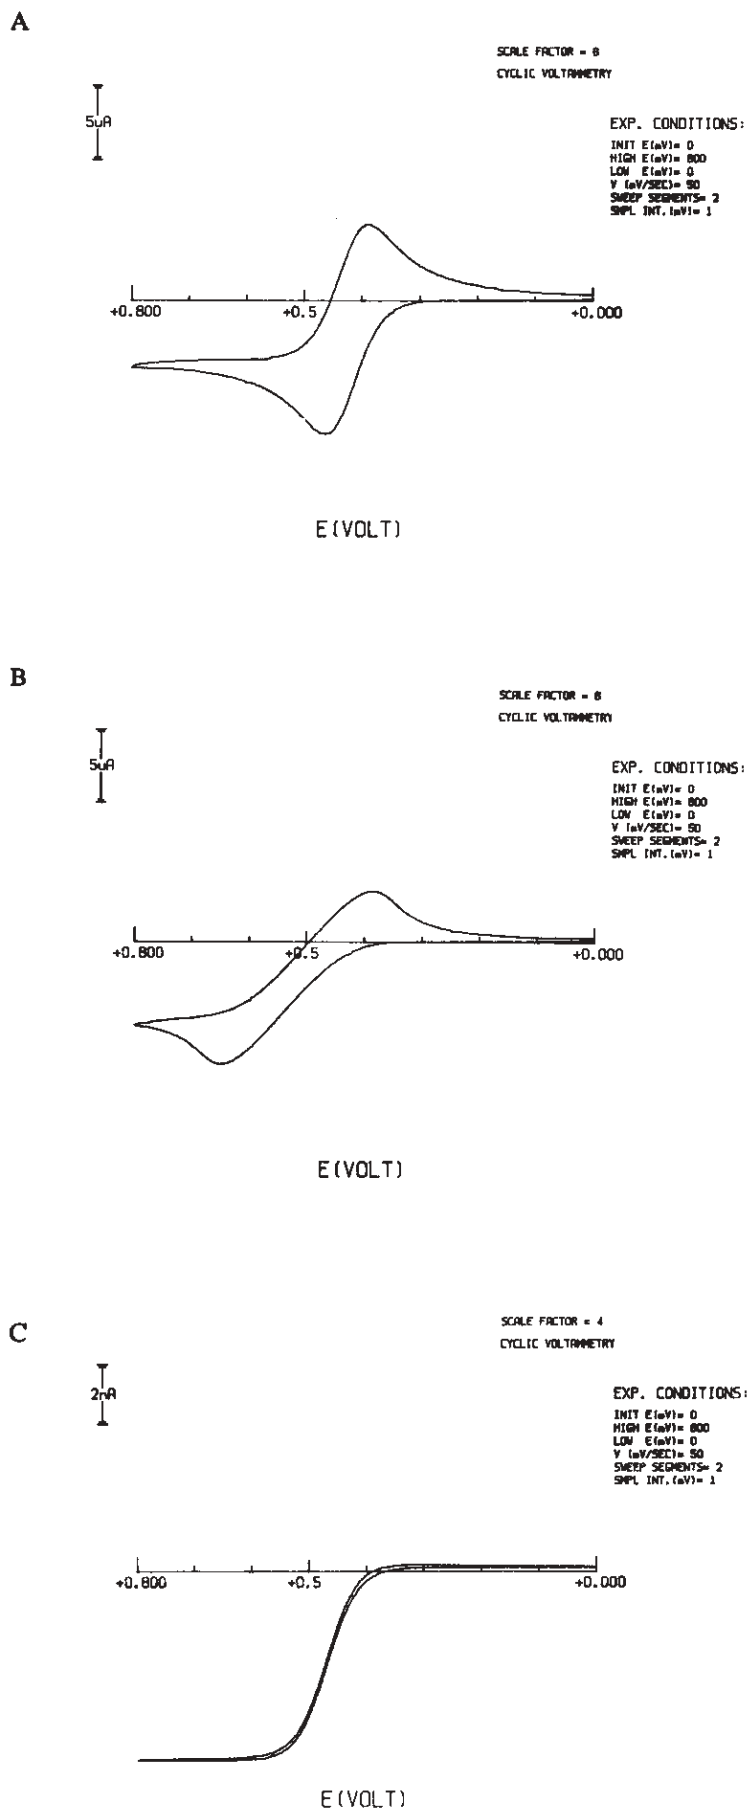 A
SCALE FACTOR = 8
CYCLIC VOLTAMMETRY
5uA
EXP. CONDITIONS:
INIT E(mV)= 0
HIGH E(mV)= 800
LOW E(mV)= 0
V (mV/SEC)= 50
SWEEP SEGMENTS= 2
SMPL INT.(mV)= 1
+0.800 +0.5 +0.000
E(VOLT)
B
SCALE FACTOR = 8
CYCLIC VOLTAMMETRY
5uA
EXP. CONDITIONS:
INIT E(mV)= 0
HIGH E(mV)= 800
LOW E(mV)= 0
V (mV/SEC)= 50
SWEEP SEGMENTS= 2
SMPL INT.(mV)= 1
+0.800 +0.5 +0.000
E(VOLT)
C
SCALE FACTOR = 4
CYCLIC VOLTAMMETRY
2nA
EXP. CONDITIONS:
INIT E(mV)= 0
HIGH E(mV)= 800
LOW E(mV)= 0
V (mV/SEC)= 50
SWEEP SEGMENTS= 2
SMPL INT.(mV)= 1
+0.800 +0.5 +0.000
E(VOLT)